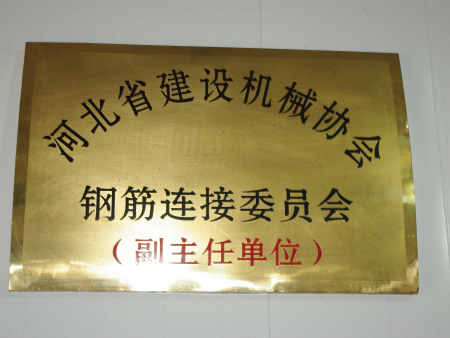 河北省建设机械协会
钢筋连接委员会
（副主任单位）